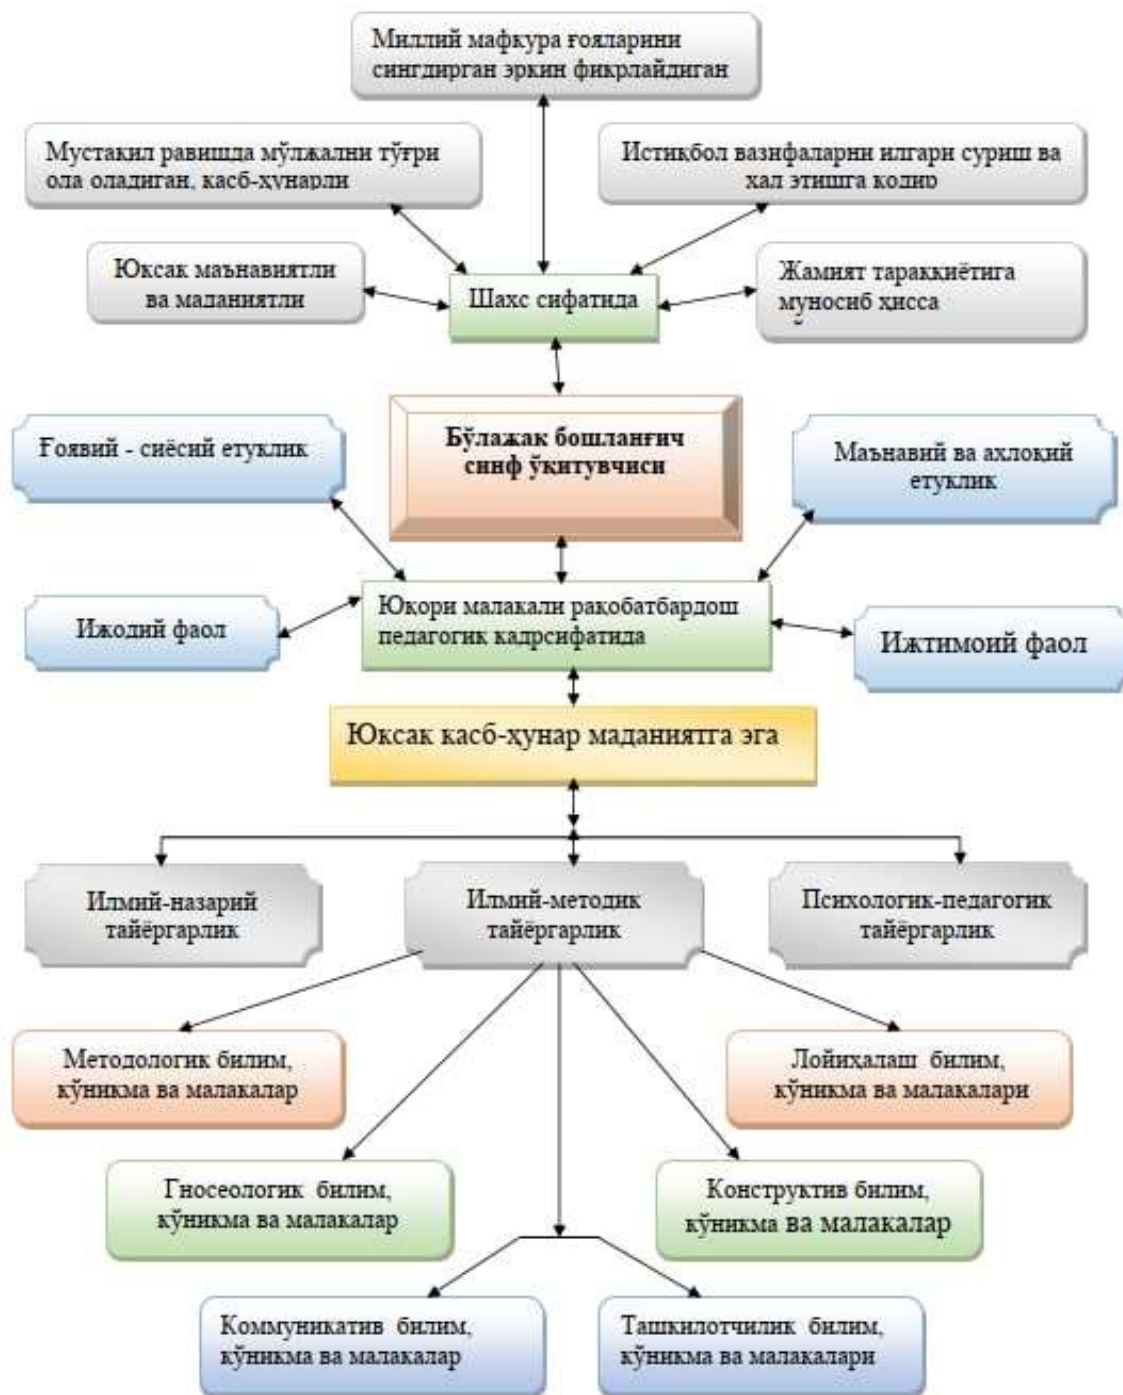 Миллий мафкура ғояларини
сингдирган эркин фикрлайдиган
Мустақил равишда мўлжални тўғри
ола оладиган, касб-ҳунарли
Истиқбол вазифаларни илгари суриш ва
ҳал этишга қодир
Юксак маънавиятли
ва маданиятли
Шахс сифатида
Жамият тараққиётига
муносиб ҳисса
Ғоявий - сиёсий етуклик
Бўлажак бошланғич
синф ўқитувчиси
Маънавий ва ахлоқий
етуклик
Ижодий фаол
Юқори малакали рақобатбардош
педагогик кадрсифатида
Ижтимоий фаол
Юксак касб-ҳунар маданиятга эга
Илмий-назарий
тайёргарлик
Илмий-методик
тайёргарлик
Психологик-педагогик
тайёргарлик
Методологик билим,
кўникма ва малакалар
Лойиҳалаш билим,
кўникма ва малакалари
Гносеологик билим,
кўникма ва малакалар
Конструктив билим,
кўникма ва малакалар
Коммуникатив билим,
кўникма ва малакалар
Ташкилотчилик билим,
кўникма ва малакалари